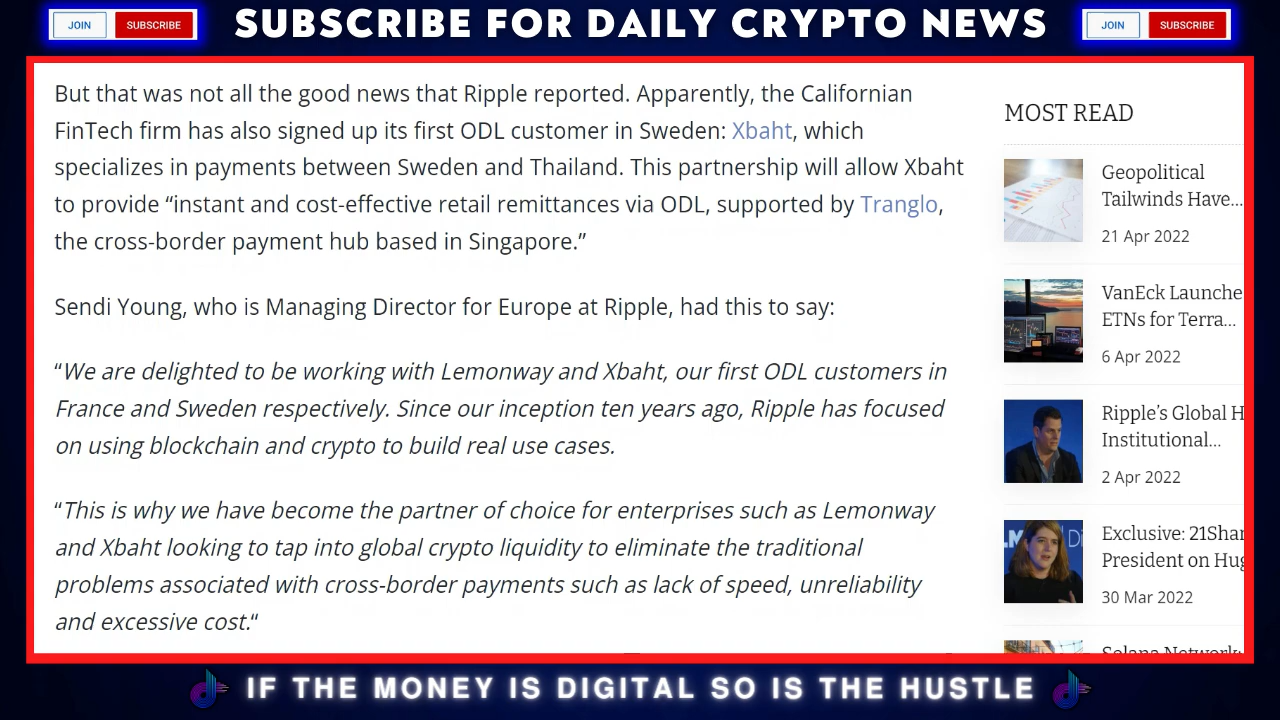 JOIN SUBSCRIBE SUBSCRIBE FOR DAILY CRYPTO NEWS JOIN SUBSCRIBE
But that was not all the good news that Ripple reported. Apparently, the Californian
FinTech firm has also signed up its first ODL customer in Sweden: Xbaht, which
specializes in payments between Sweden and Thailand. This partnership will allow Xbaht
to provide “instant and cost-effective retail remittances via ODL, supported by Tranglo,
the cross-border payment hub based in Singapore.”
Sendi Young, who is Managing Director for Europe at Ripple, had this to say:
“We are delighted to be working with Lemonway and Xbaht, our first ODL customers in
France and Sweden respectively. Since our inception ten years ago, Ripple has focused
on using blockchain and crypto to build real use cases.
“This is why we have become the partner of choice for enterprises such as Lemonway
and Xbaht looking to tap into global crypto liquidity to eliminate the traditional
problems associated with cross-border payments such as lack of speed, unreliability
and excessive cost.“
MOST READ
Geopolitical
Tailwinds Have...
21 Apr 2022
VanEck Launche
ETNs for Terra...
6 Apr 2022
Ripple’s Global H
Institutional...
2 Apr 2022
Exclusive: 21Shar
President on Hug
30 Mar 2022
Solana Network:
IF THE MONEY IS DIGITAL SO IS THE HUSTLE